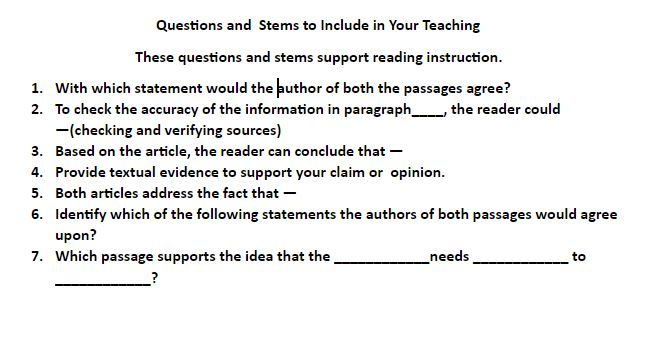 Questions and  Stems to Include in Your Teaching
These questions and stems support reading instruction.
1. With which statement would the author of both the passages agree?
2. To check the accuracy of the information in paragraph____, the reader could
—(checking and verifying sources)
3. Based on the article, the reader can conclude that —
4. Provide textual evidence to support your claim or  opinion.
5. Both articles address the fact that —
6. Identify which of the following statements the authors of both passages would agree
upon?
7. Which passage supports the idea that the ____________needs ____________ to
____________?